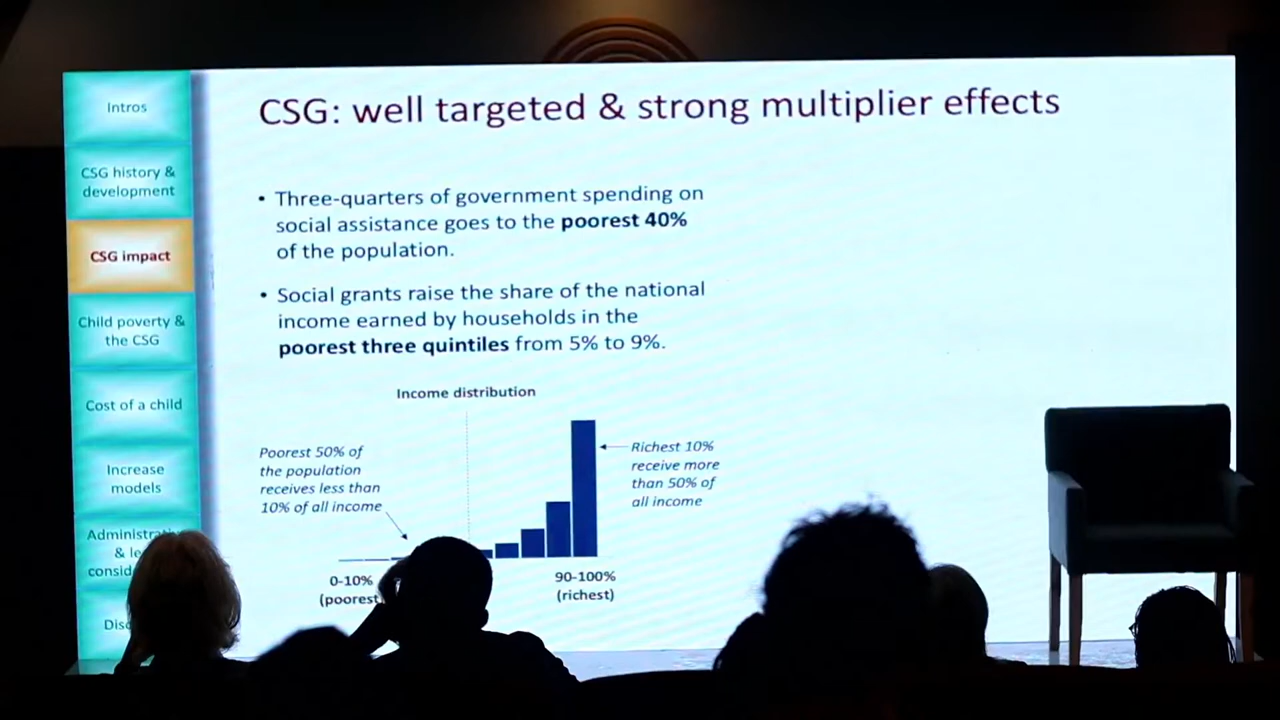 Intros
CSG history &
development
CSG impact
Child poverty &
the CSG
Cost of a child
Increase
models
CSG: well targeted & strong multiplier effects
• Three-quarters of government spending on
social assistance goes to the poorest 40%
of the population.
• Social grants raise the share of the national
income earned by households in the
poorest three quintiles from 5% to 9%.
Income distribution
Poorest 50% of
the population
receives less than
10% of all income
Richest 10%
receive more
than 50% of
all income
0-10%
(poorest
90-100%
(richest)